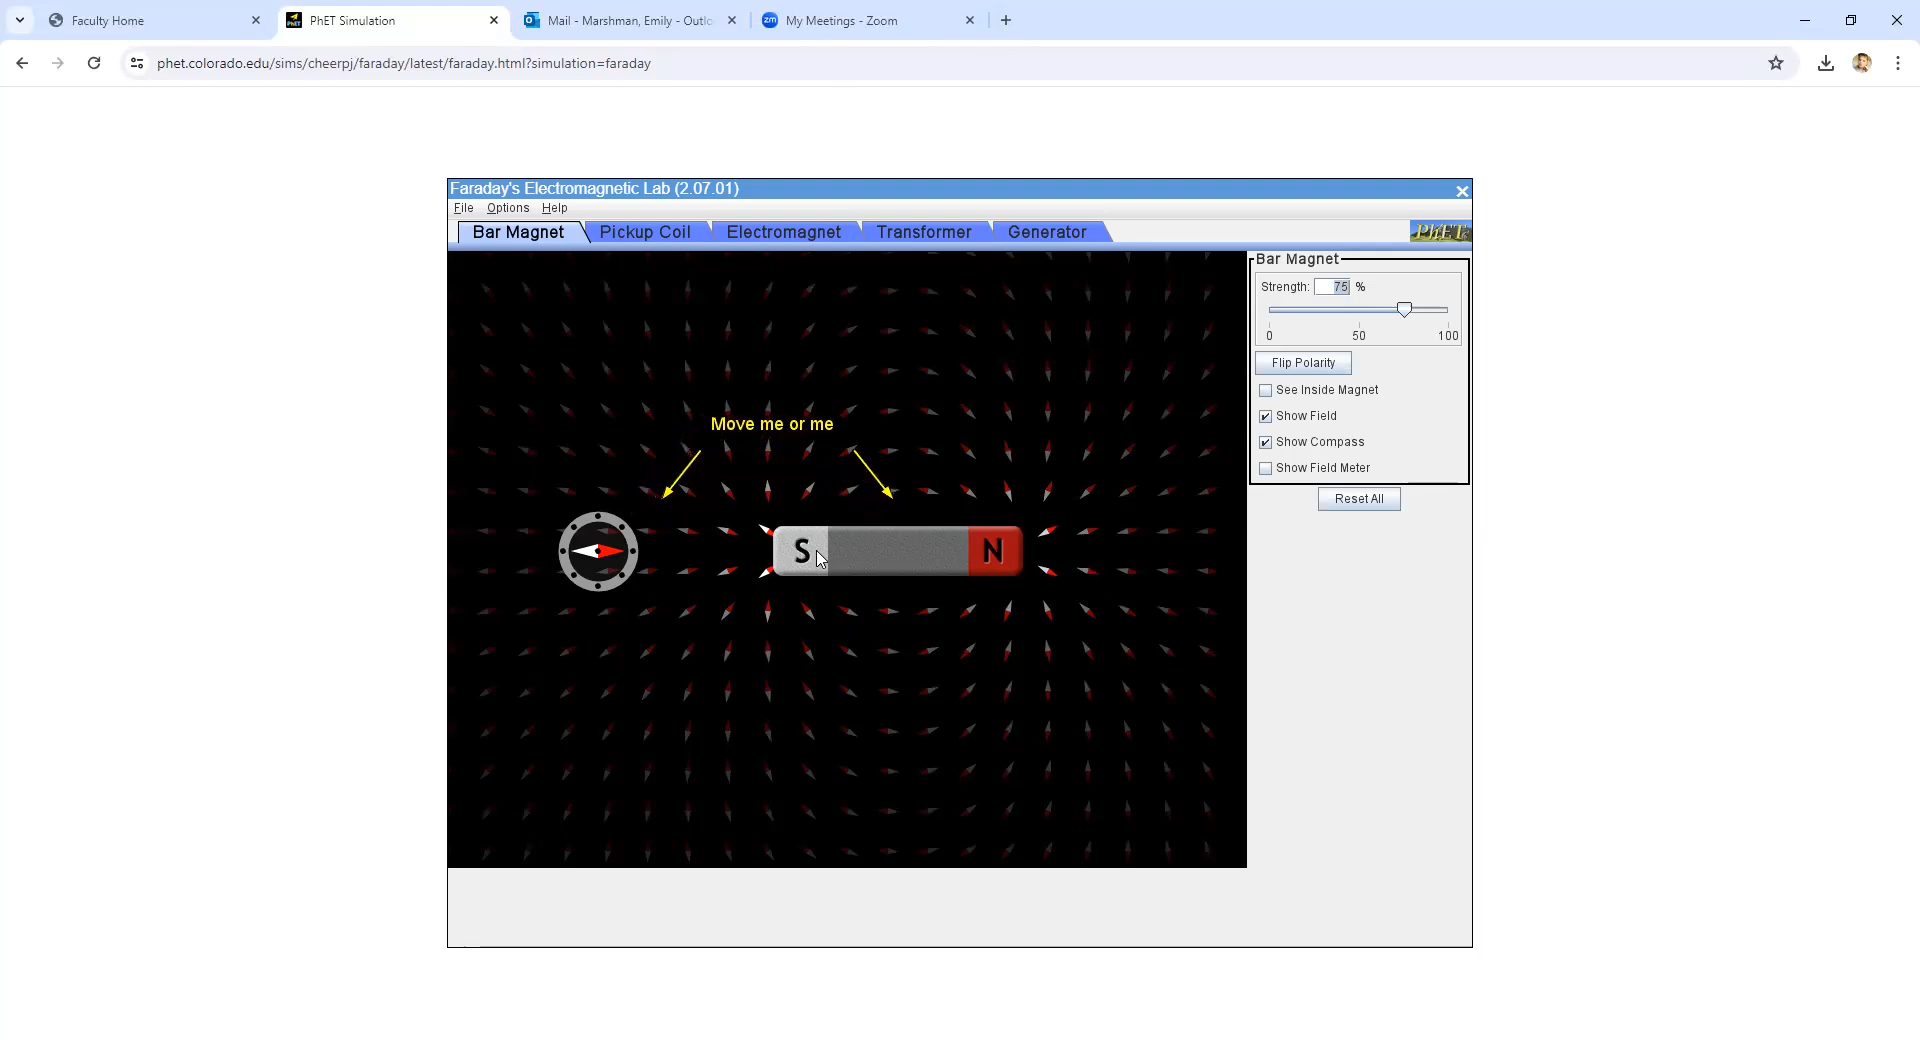 Faculty Home
PhET Simulation
Mail - Marshman, Emily - Outlo
My Meetings - Zoom
phet.colorado.edu/sims/cheerpj/faraday/latest/faraday.html?simulation=faraday
Faraday's Electromagnetic Lab (2.07.01)
File Options Help
Bar Magnet Pickup Coil Electromagnet Transformer Generator
PhET
Bar Magnet
Strength: 75 %
0 50 100
Flip Polarity
See Inside Magnet
Show Field
Show Compass
Show Field Meter
Reset All
Move me or me
S N